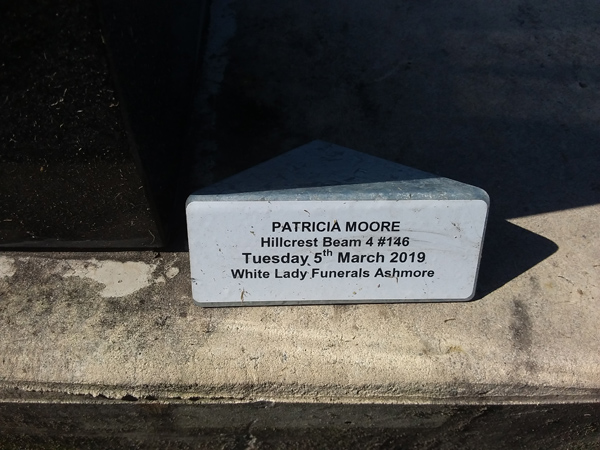 PATRICIA MOORE
Hillcrest Beam 4 #146
Tuesday 5th March 2019
White Lady Funerals Ashmore